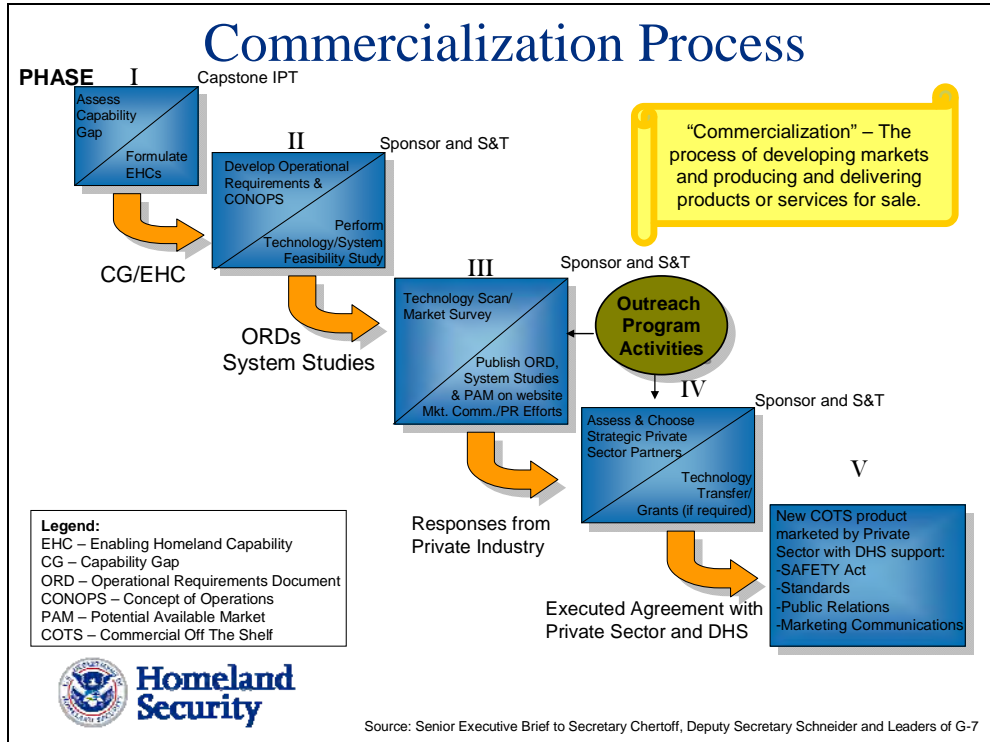 Commercialization Process
PHASE
I
Capstone IPT
Assess
Capability
Gap
Formulate
EHCs
CG/EHC
II
Sponsor and S&T
Develop Operational
Requirements &
CONOPS
Perform
Technology/System
Feasibility Study
ORDs
System Studies
“Commercialization” – The
process of developing markets
and producing and delivering
products or services for sale.
III
Sponsor and S&T
Technology Scan/
Market Survey
Publish ORD,
System Studies
& PAM on website
Mkt. Comm./PR Efforts
Outreach
Program
Activities
Responses from
Private Industry
IV
Sponsor and S&T
Assess & Choose
Strategic Private
Sector Partners
Technology
Transfer/
Grants (if required)
Executed Agreement with
Private Sector and DHS
V
New COTS product
marketed by Private
Sector with DHS support:
-SAFETY Act
-Standards
-Public Relations
-Marketing Communications
Legend:
EHC – Enabling Homeland Capability
CG – Capability Gap
ORD – Operational Requirements Document
CONOPS – Concept of Operations
PAM – Potential Available Market
COTS – Commercial Off The Shelf
Homeland
Security
Source: Senior Executive Brief to Secretary Chertoff, Deputy Secretary Schneider and Leaders of G-7